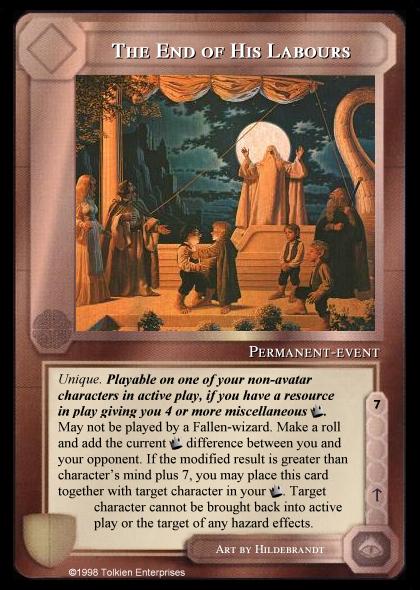 The End of His Labours
Permanent-event
Unique. Playable on one of your non-avatar
characters in active play, if you have a resource
in play giving you 4 or more miscellaneous .
May not be played by a Fallen-wizard. Make a roll
and add the current difference between you and
your opponent. If the modified result is greater than
character's mind plus 7, you may place this card
together with target character in your . Target
character cannot be brought back into active
play or the target of any hazard effects.
7
Art by Hildebrandt
©1998 Tolkien Enterprises